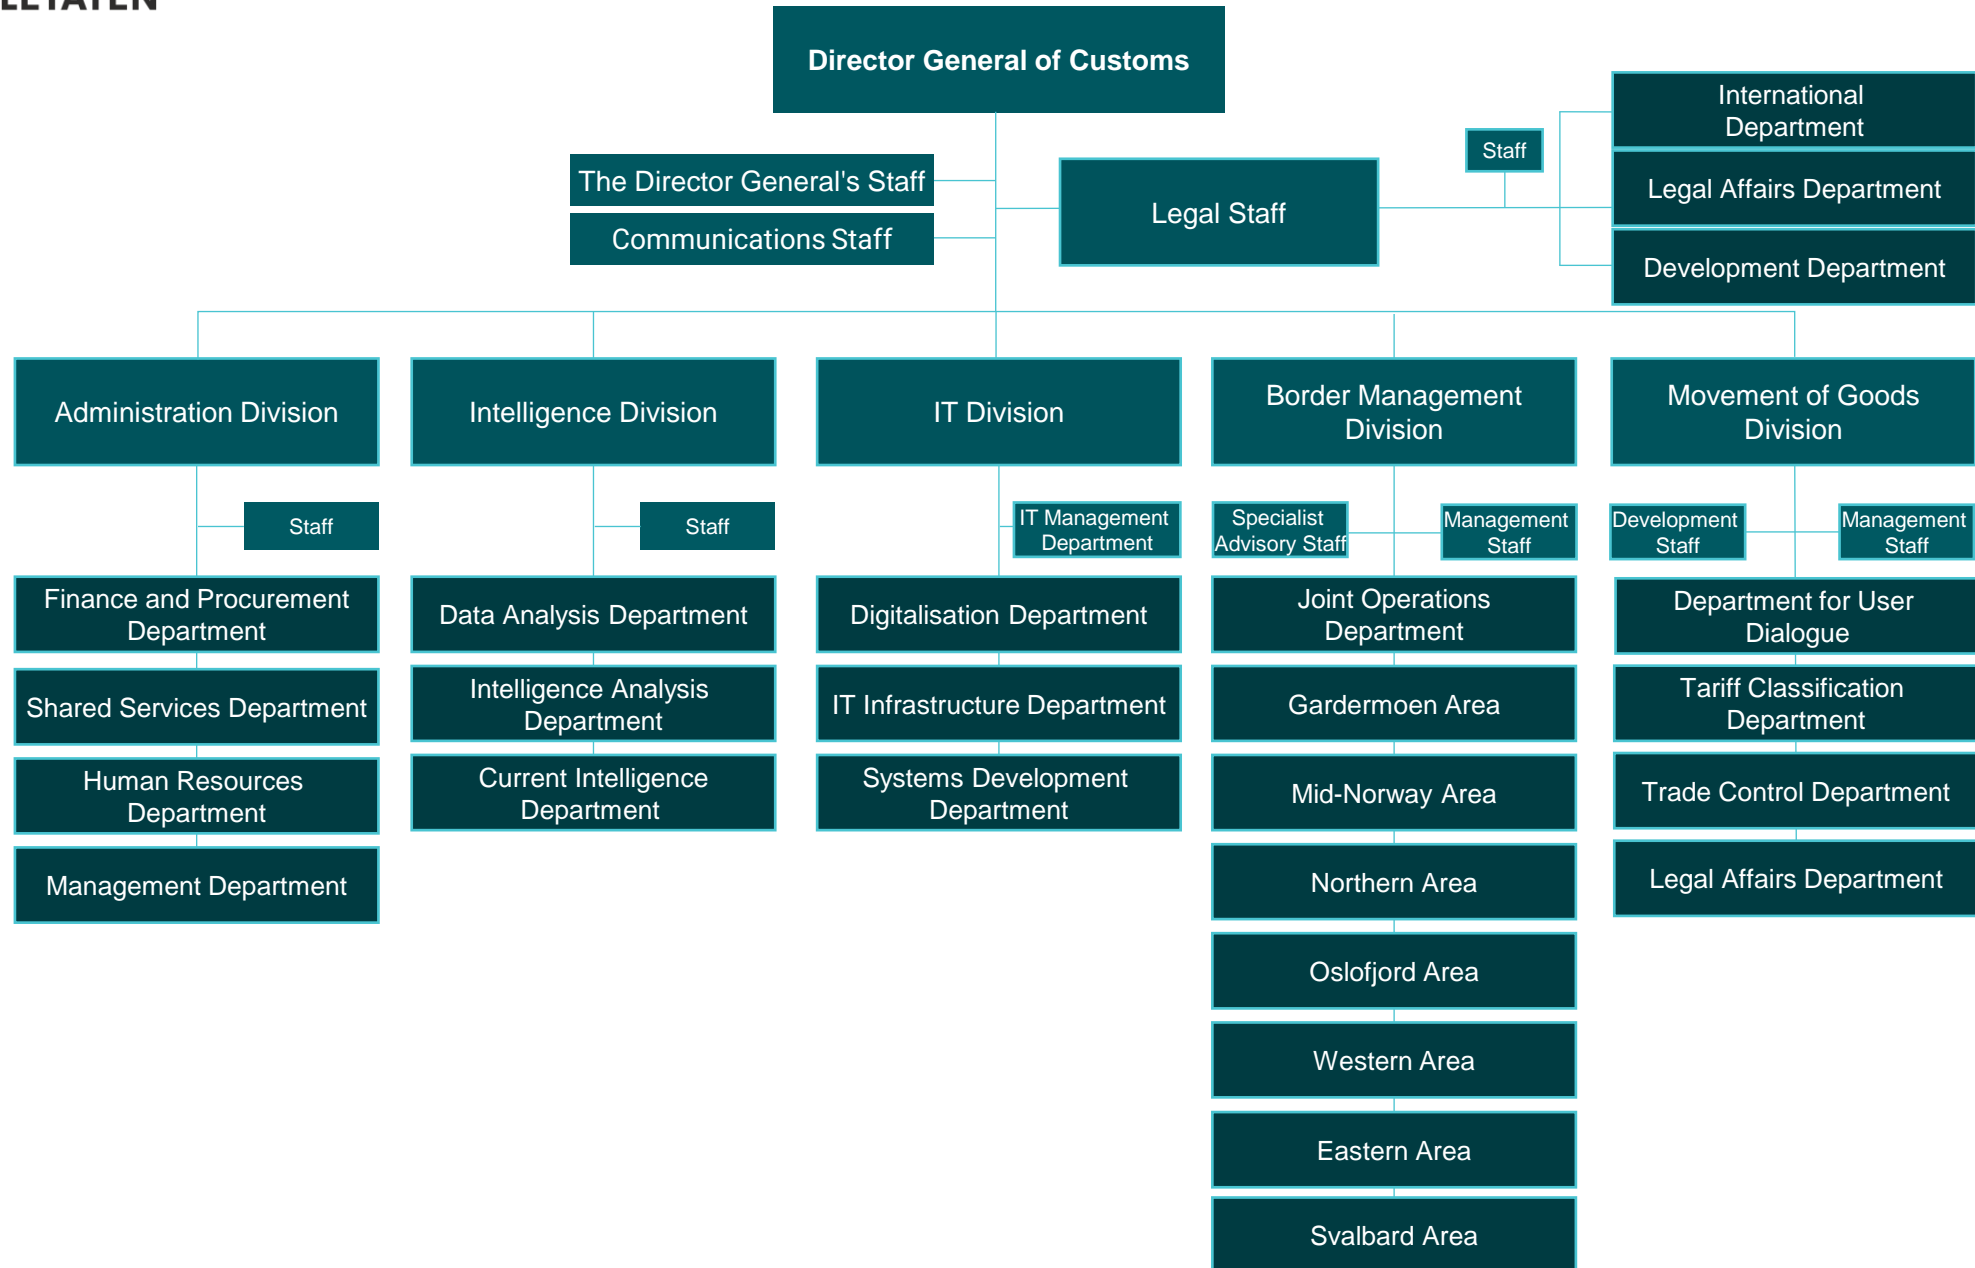 Director General of Customs
The Director General's Staff
Communications Staff
Legal Staff
Staff
International
Department
Legal Affairs Department
Development Department
Administration Division
Staff
Finance and Procurement
Department
Shared Services Department
Human Resources
Department
Management Department
Intelligence Division
Staff
Data Analysis Department
Intelligence Analysis
Department
Current Intelligence
Department
IT Division
IT Management
Department
Digitalisation Department
IT Infrastructure Department
Systems Development
Department
Border Management
Division
Specialist
Advisory Staff
Management
Staff
Joint Operations
Department
Gardermoen Area
Mid-Norway Area
Northern Area
Oslofjord Area
Western Area
Eastern Area
Svalbard Area
Movement of Goods
Division
Development
Staff
Management
Staff
Department for User
Dialogue
Tariff Classification
Department
Trade Control Department
Legal Affairs Department